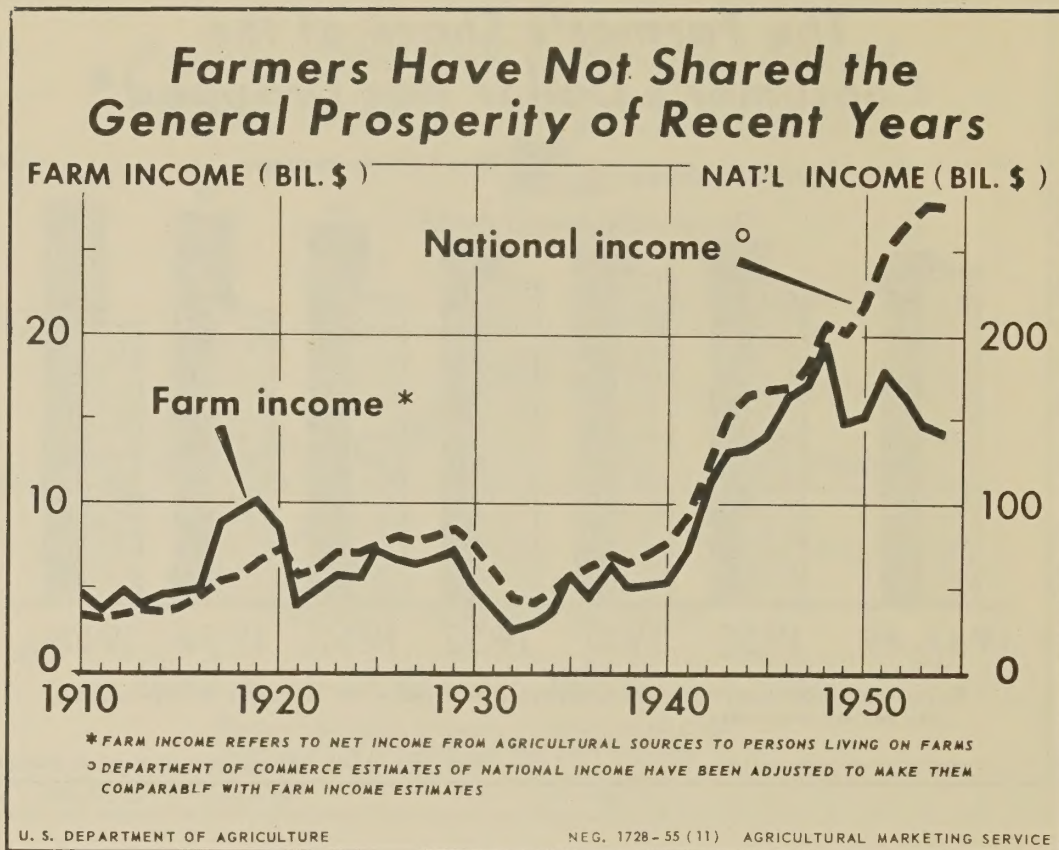 Farmers Have Not Shared the
General Prosperity of Recent Years
FARM INCOME (BIL. $)
NAT'L INCOME (BIL. $)
National income °
Farm income *
20
10
0
200
100
0
1910 1920 1930 1940 1950
* FARM INCOME REFERS TO NET INCOME FROM AGRICULTURAL SOURCES TO PERSONS LIVING ON FARMS
° DEPARTMENT OF COMMERCE ESTIMATES OF NATIONAL INCOME HAVE BEEN ADJUSTED TO MAKE THEM
COMPARABLE WITH FARM INCOME ESTIMATES
U. S. DEPARTMENT OF AGRICULTURE NEG. 1728-55 (11) AGRICULTURAL MARKETING SERVICE